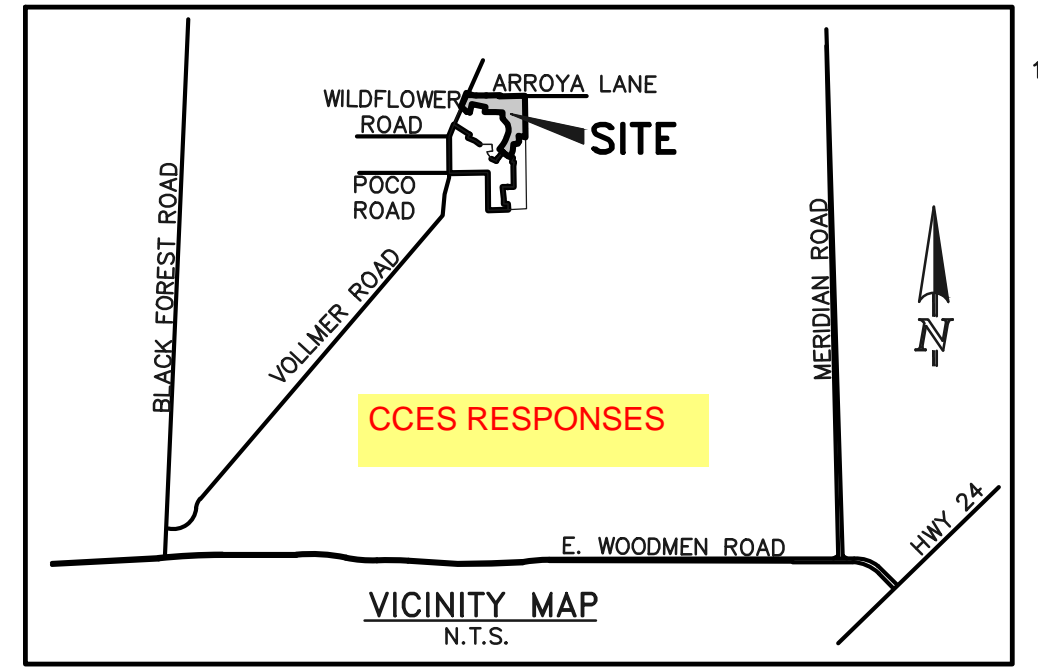 ARROYA LANE
WILDFLOWER
ROAD
SITE
POCO
ROAD
BLACK FOREST ROAD
VOLLMER ROAD
MERIDIAN ROAD
N
CCES RESPONSES
HWY 24
E. WOODMEN ROAD
VICINITY MAP
N.T.S.